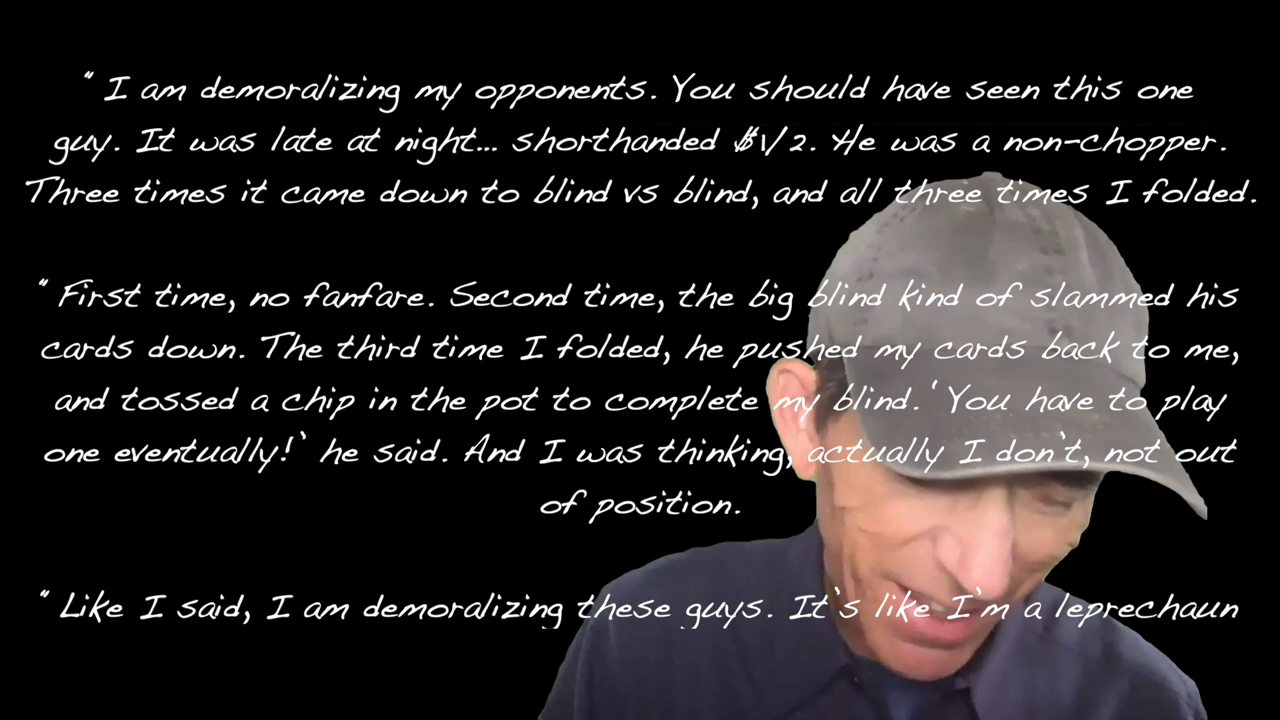 “ I am demoralizing my opponents. You should have seen this one
guy. It was late at night... shorthanded $1/2. He was a non-chopper.
Three times it came down to blind vs blind, and all three times I folded.
“ First time, no fanfare. Second time, the big blind kind of slammed his
cards down. The third time I folded, he pushed my cards back to me,
and tossed a chip in the pot to complete my blind. ‘ You have to play
one eventually!‘ he said. And I was thinking, actually I don‘t, not out
of position.
“ Like I said, I am demoralizing these guys. It‘s like I‘m a leprechaun